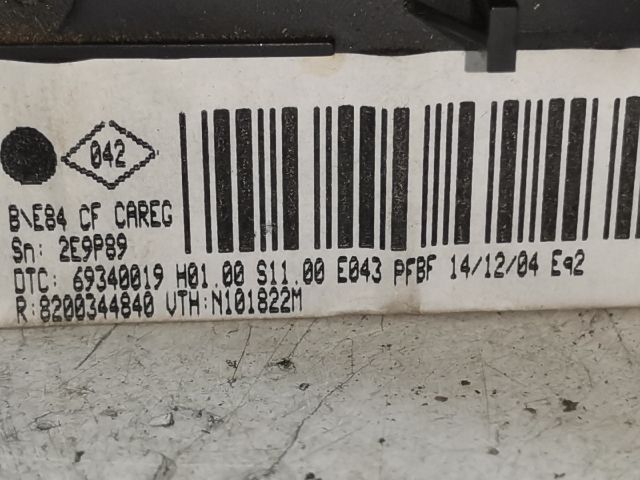 042
B\E84 CF CAREG
Sn: 2E9P89
DTC: 69340019 H01.00 S11.00 E043 PFBF 14/12/04 Eq2
R:8200344840 VTH:N101822M